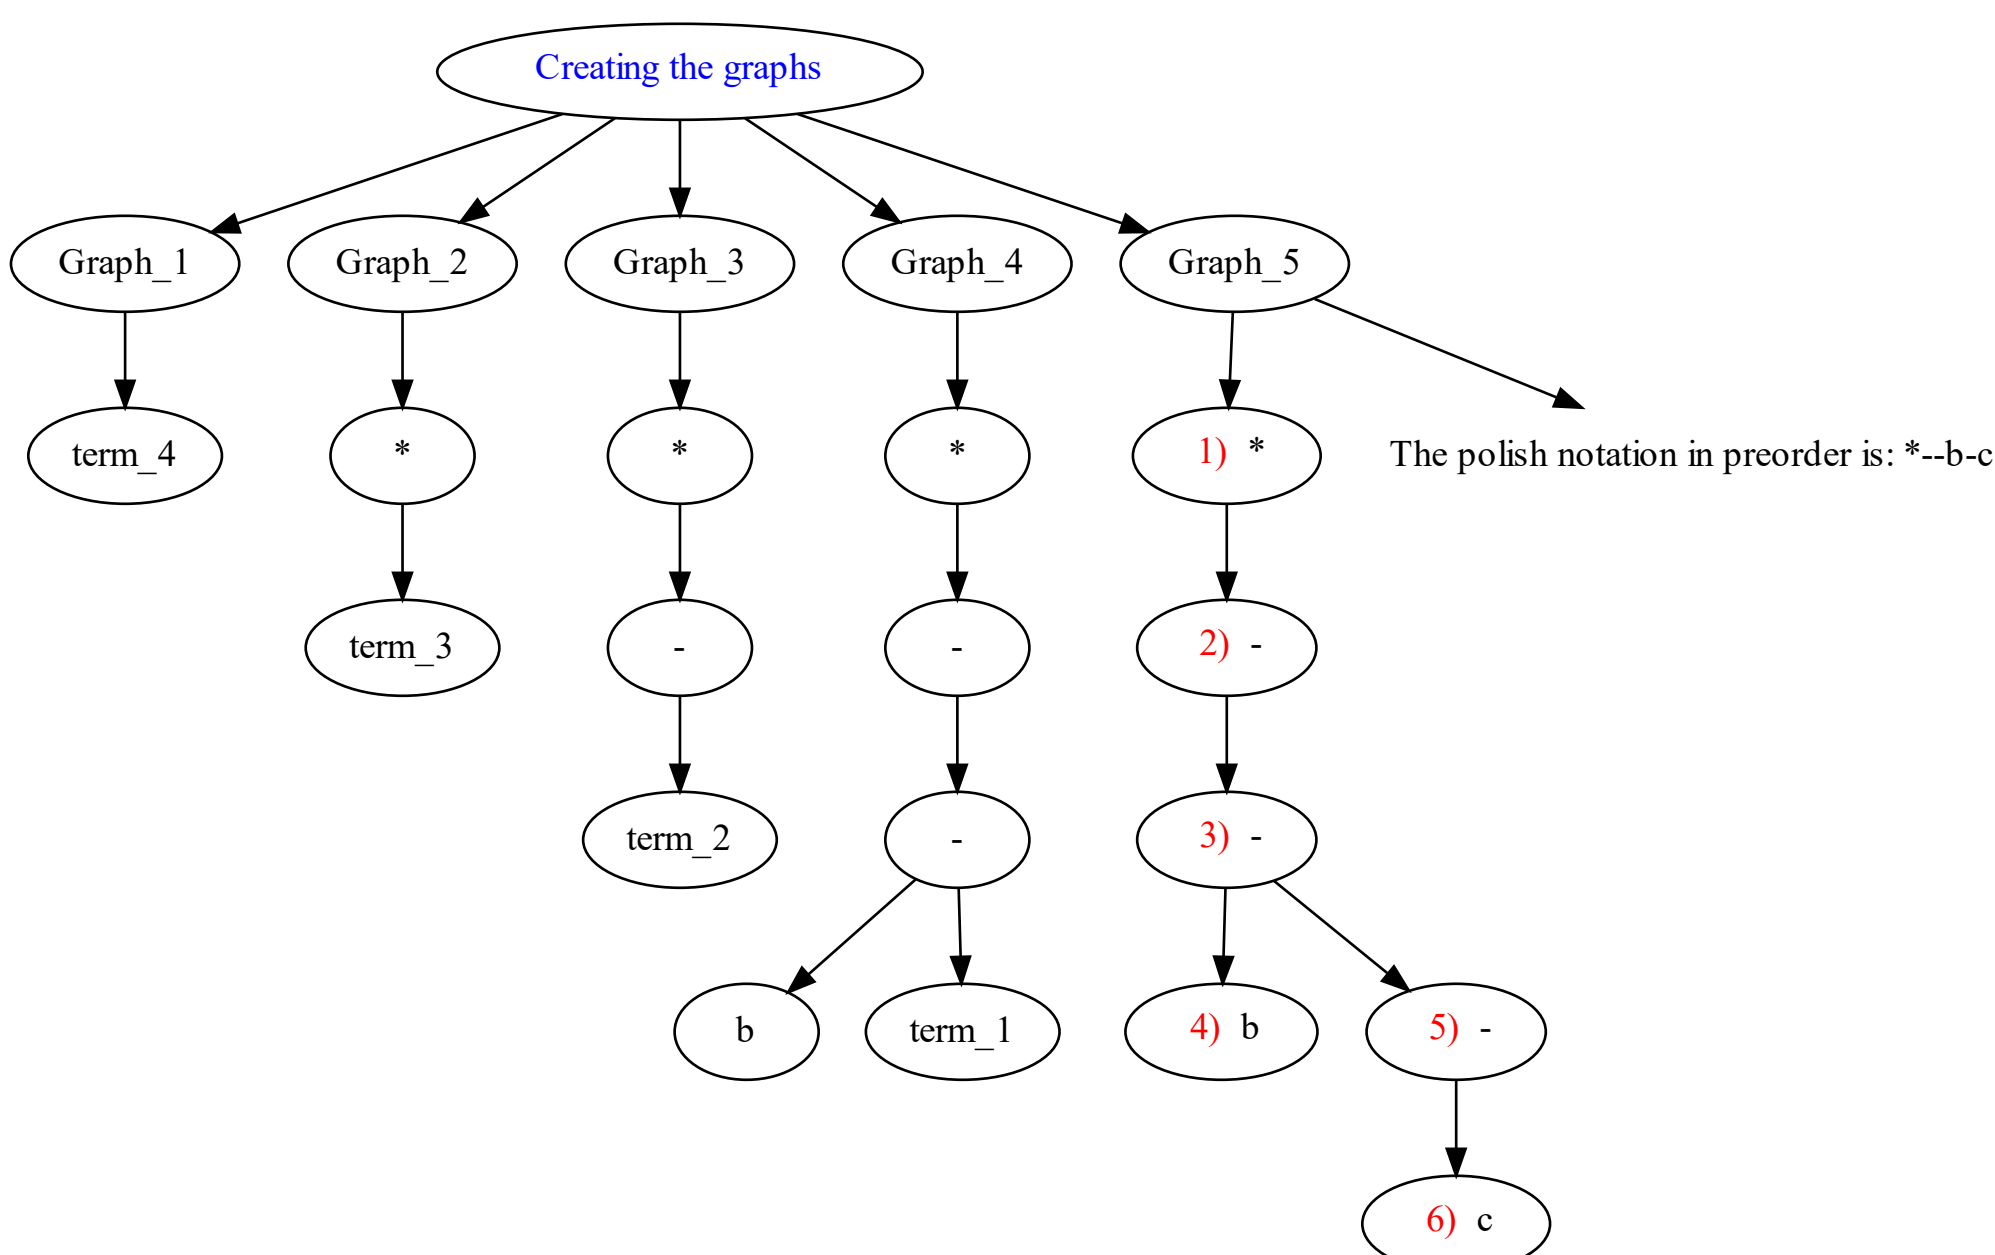 Creating the graphs
Graph_1
Graph_2
Graph_3
Graph_4
Graph_5
term_4
*
*
*
1) *
The polish notation in preorder is: *--b-c
term_3
-
-
2) -
term_2
-
3) -
b
term_1
4) b
5) -
6) c